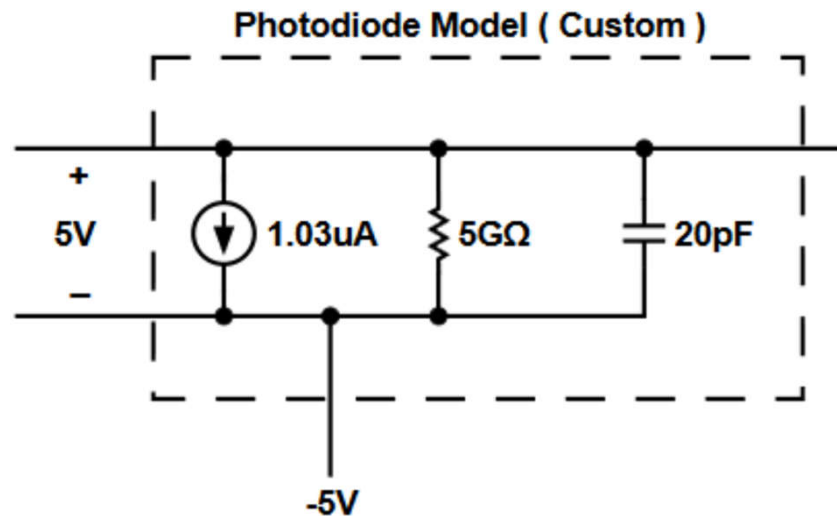 Photodiode Model ( Custom )
+
5V
–
1.03uA
5GΩ
20pF
-5V